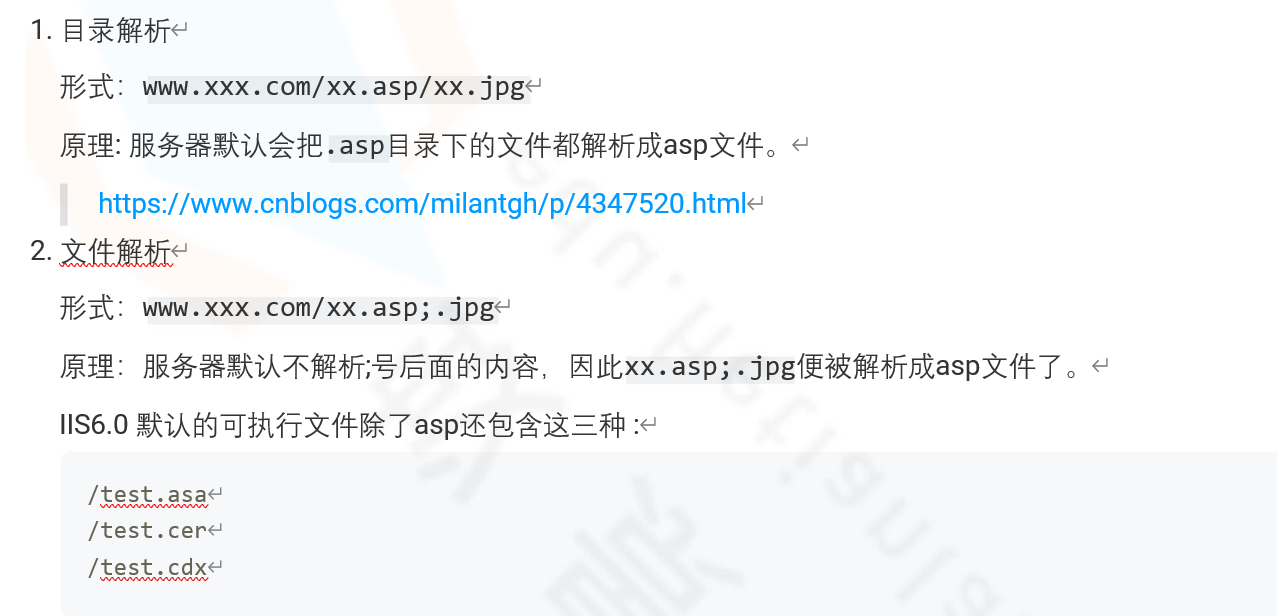 1. 目录解析
形式：www.xxx.com/xx.asp/xx.jpg
原理: 服务器默认会把.asp目录下的文件都解析成asp文件。
https://www.cnblogs.com/milantgh/p/4347520.html
2. 文件解析
形式：www.xxx.com/xx.asp;.jpg
原理：服务器默认不解析;号后面的内容，因此xx.asp;.jpg便被解析成asp文件了。
IIS6.0 默认的可执行文件除了asp还包含这三种 :
/test.asa
/test.cer
/test.cdx